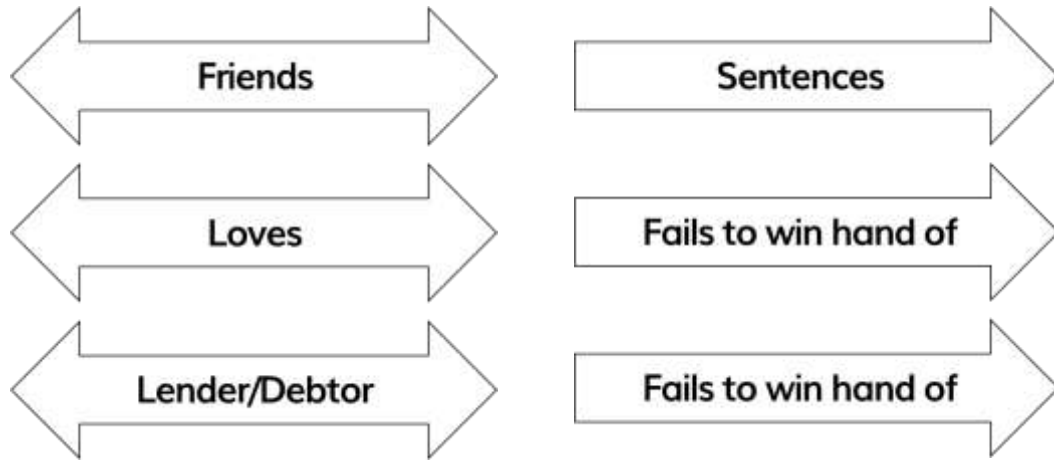 Friends
Sentences
Loves
Fails to win hand of
Lender/Debtor
Fails to win hand of